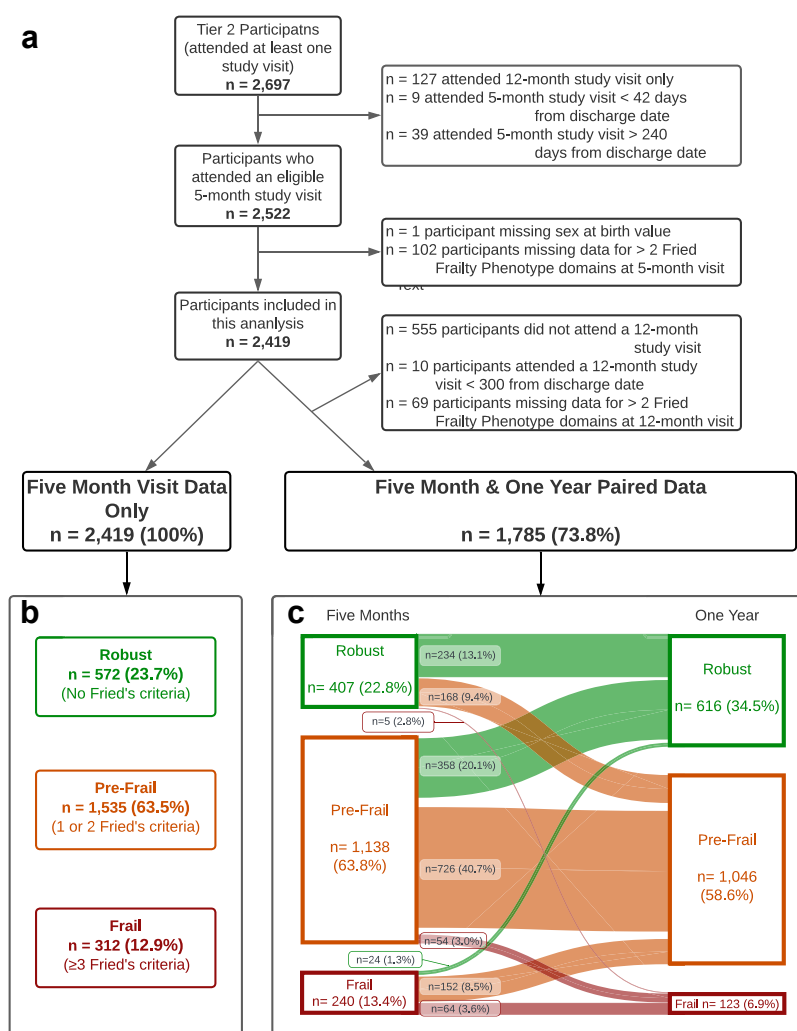 a
Tier 2 Participatns
(attended at least one
study visit)
n = 2,697
n = 127 attended 12-month study visit only
n = 9 attended 5-month study visit < 42 days
from discharge date
n = 39 attended 5-month study visit > 240
days from discharge date
Participants who
attended an eligible
5-month study visit
n = 2,522
n = 1 participant missing sex at birth value
n = 102 participants missing data for > 2 Fried
Frailty Phenotype domains at 5-month visit
Participants included in
this ananlysis
n = 2,419
n = 555 participants did not attend a 12-month
study visit
n = 10 participants attended a 12-month study
visit < 300 from discharge date
n = 69 participants missing data for > 2 Fried
Frailty Phenotype domains at 12-month visit
Five Month Visit Data
Only
n = 2,419 (100%)
Five Month & One Year Paired Data
n = 1,785 (73.8%)
b
Robust
n = 572 (23.7%)
(No Fried's criteria)
Pre-Frail
n = 1,535 (63.5%)
(1 or 2 Fried's criteria)
Frail
n = 312 (12.9%)
(≥3 Fried's criteria)
c
Five Months
One Year
Robust
n= 407 (22.8%)
n=234 (13.1%)
n=168 (9.4%)
n=5 (2.8%)
Robust
n= 616 (34.5%)
Pre-Frail
n= 1,138
(63.8%)
n=358 (20.1%)
n=726 (40.7%)
n=54 (3.0%)
Pre-Frail
n= 1,046
(58.6%)
n=24 (1.3%)
Frail
n= 240 (13.4%)
n=152 (8.5%)
n=64 (3.6%)
Frail n= 123 (6.9%)